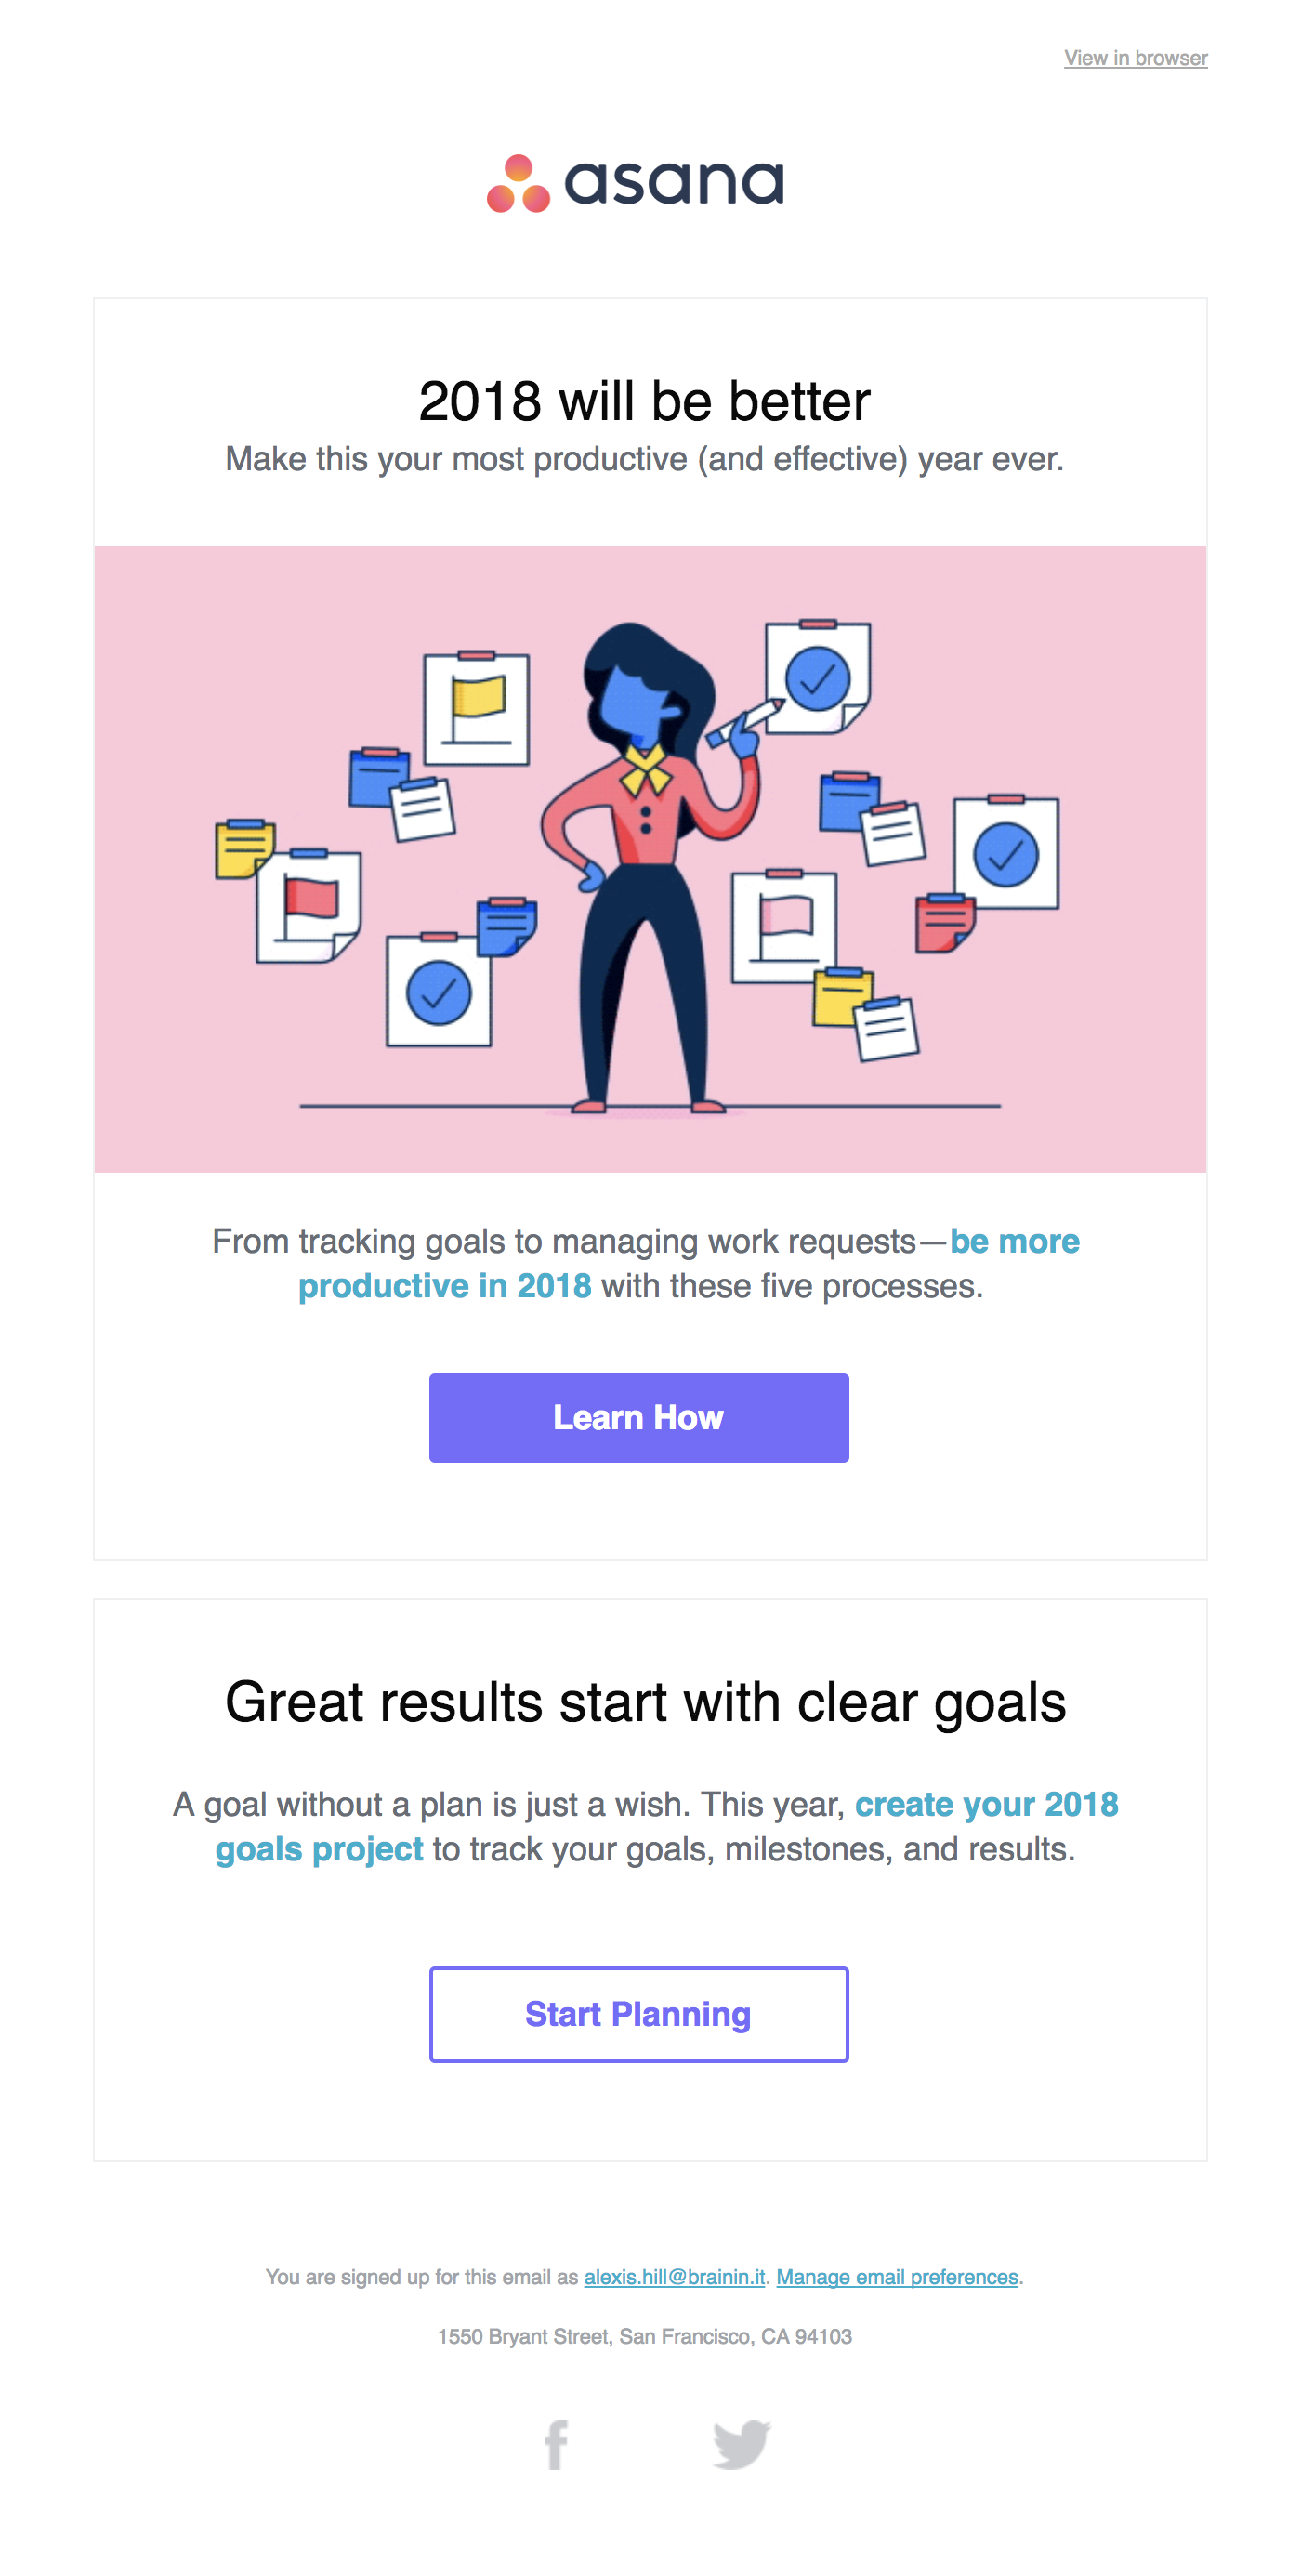 View in browser
asana
2018 will be better
Make this your most productive (and effective) year ever.
From tracking goals to managing work requests—be more
productive in 2018 with these five processes.
Learn How
Great results start with clear goals
A goal without a plan is just a wish. This year, create your 2018
goals project to track your goals, milestones, and results.
Start Planning
You are signed up for this email as alexis.hill@brainin.it. Manage email preferences.
1550 Bryant Street, San Francisco, CA 94103